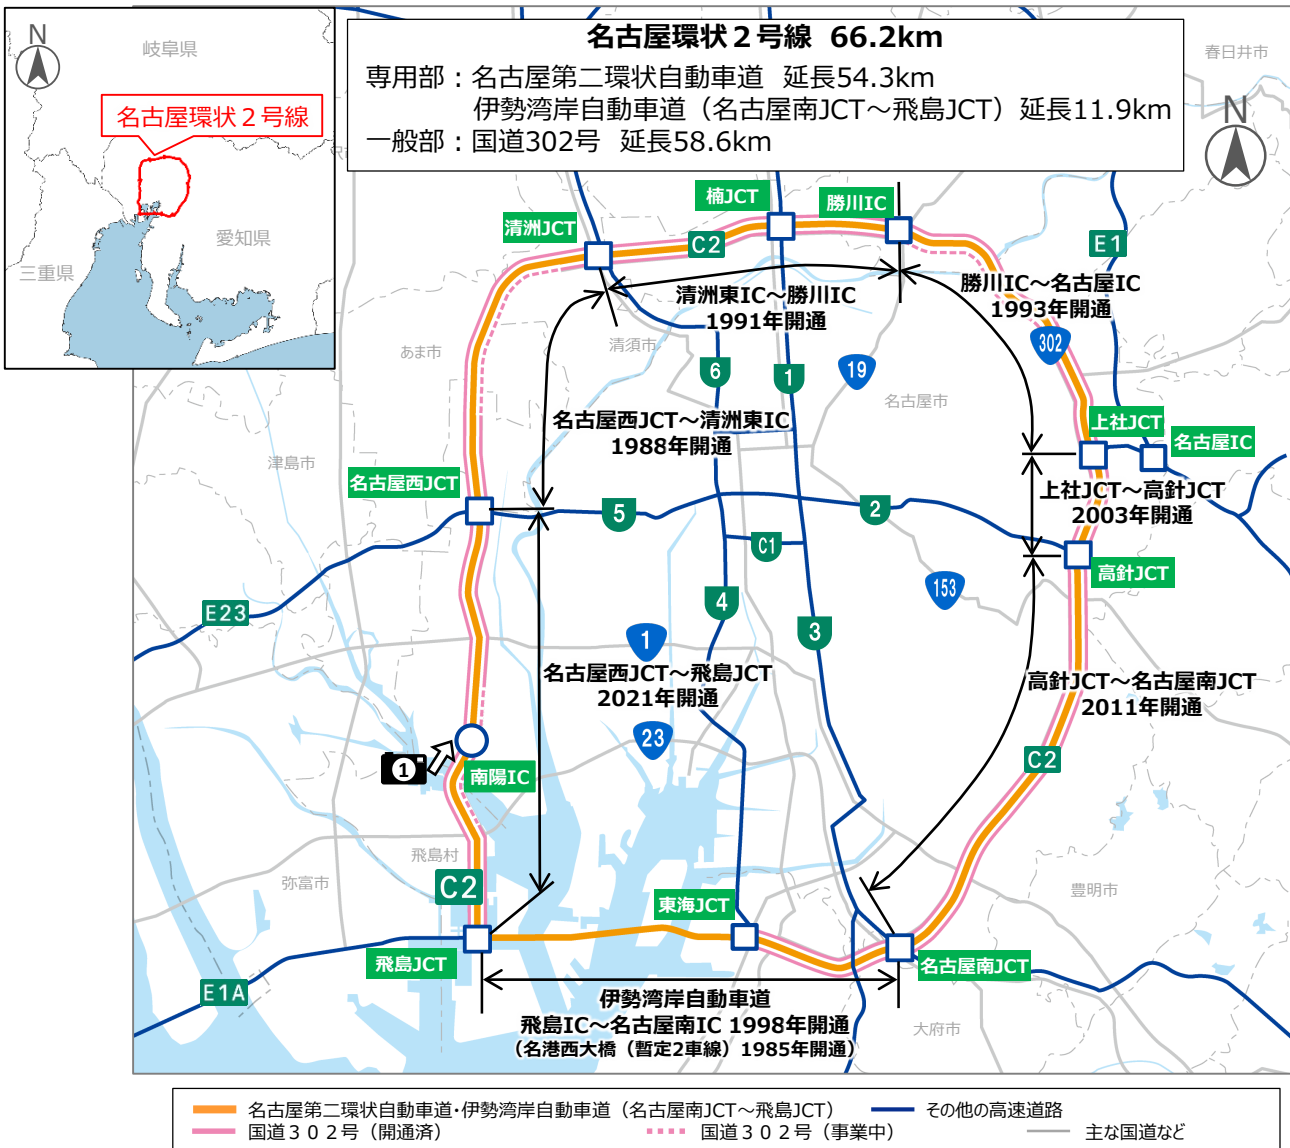 名古屋環状２号線 66.2km
専用部：名古屋第二環状自動車道 延長54.3km
伊勢湾岸自動車道（名古屋南JCT～飛島JCT）延長11.9km
一般部：国道302号 延長58.6km
N
岐阜県
名古屋環状２号線
愛知県
三重県
春日井市
N
楠JCT
勝川IC
清洲JCT
C2
E1
清洲東IC～勝川IC
1991年開通
勝川IC～名古屋IC
1993年開通
302
あま市
清須市
6
1
19
名古屋市
名古屋西JCT～清洲東IC
1988年開通
上社JCT
名古屋IC
津島市
名古屋西JCT
上社JCT～高針JCT
2003年開通
5
2
C1
高針JCT
E23
4
153
3
1
名古屋西JCT～飛島JCT
2021年開通
高針JCT～名古屋南JCT
2011年開通
23
C2
1
南陽IC
飛島村
弥富市
C2
豊明市
東海JCT
飛島JCT
名古屋南JCT
E1A
伊勢湾岸自動車道
飛島IC～名古屋南IC 1998年開通
（名港西大橋（暫定2車線）1985年開通）
大府市
名古屋第二環状自動車道・伊勢湾岸自動車道（名古屋南JCT～飛島JCT）
その他の高速道路
国道３０２号（開通済）
国道３０２号（事業中）
主な国道など